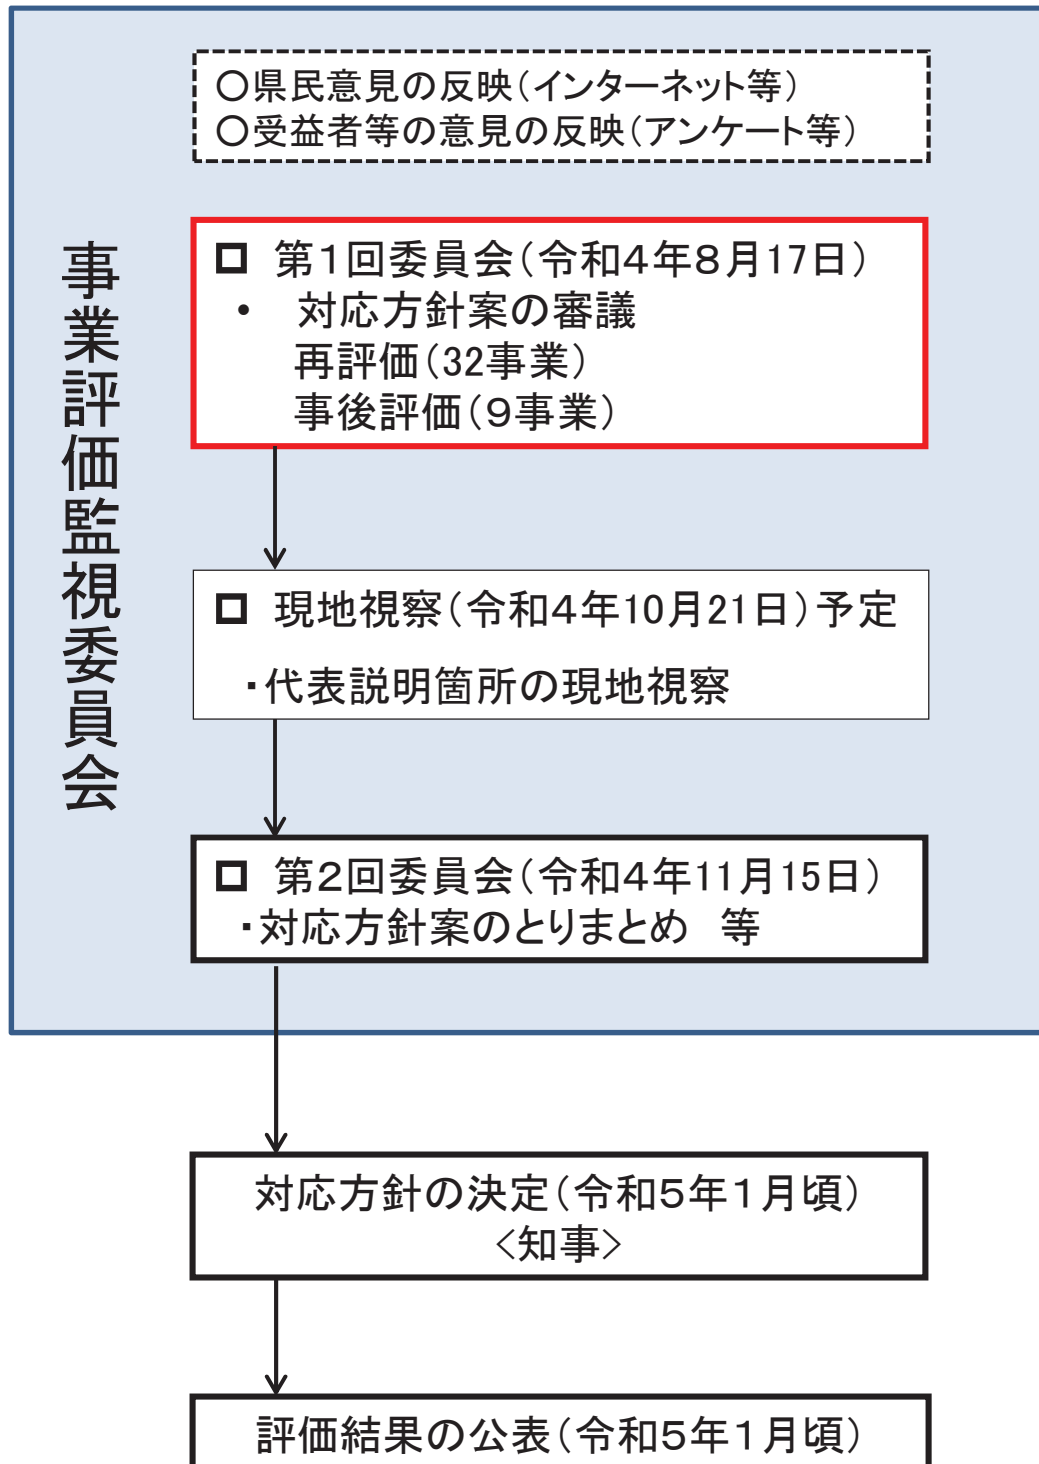 ○県民意見の反映(インターネット等)
○受益者等の意見の反映(アンケート等)
事業評価監視委員会
□ 第1回委員会(令和4年8月17日)
• 対応方針案の審議
再評価(32事業)
事後評価(9事業)
□ 現地視察(令和4年10月21日)予定
・代表説明箇所の現地視察
□ 第2回委員会(令和4年11月15日)
・対応方針案のとりまとめ 等
対応方針の決定(令和5年1月頃)
<知事>
評価結果の公表(令和5年1月頃)